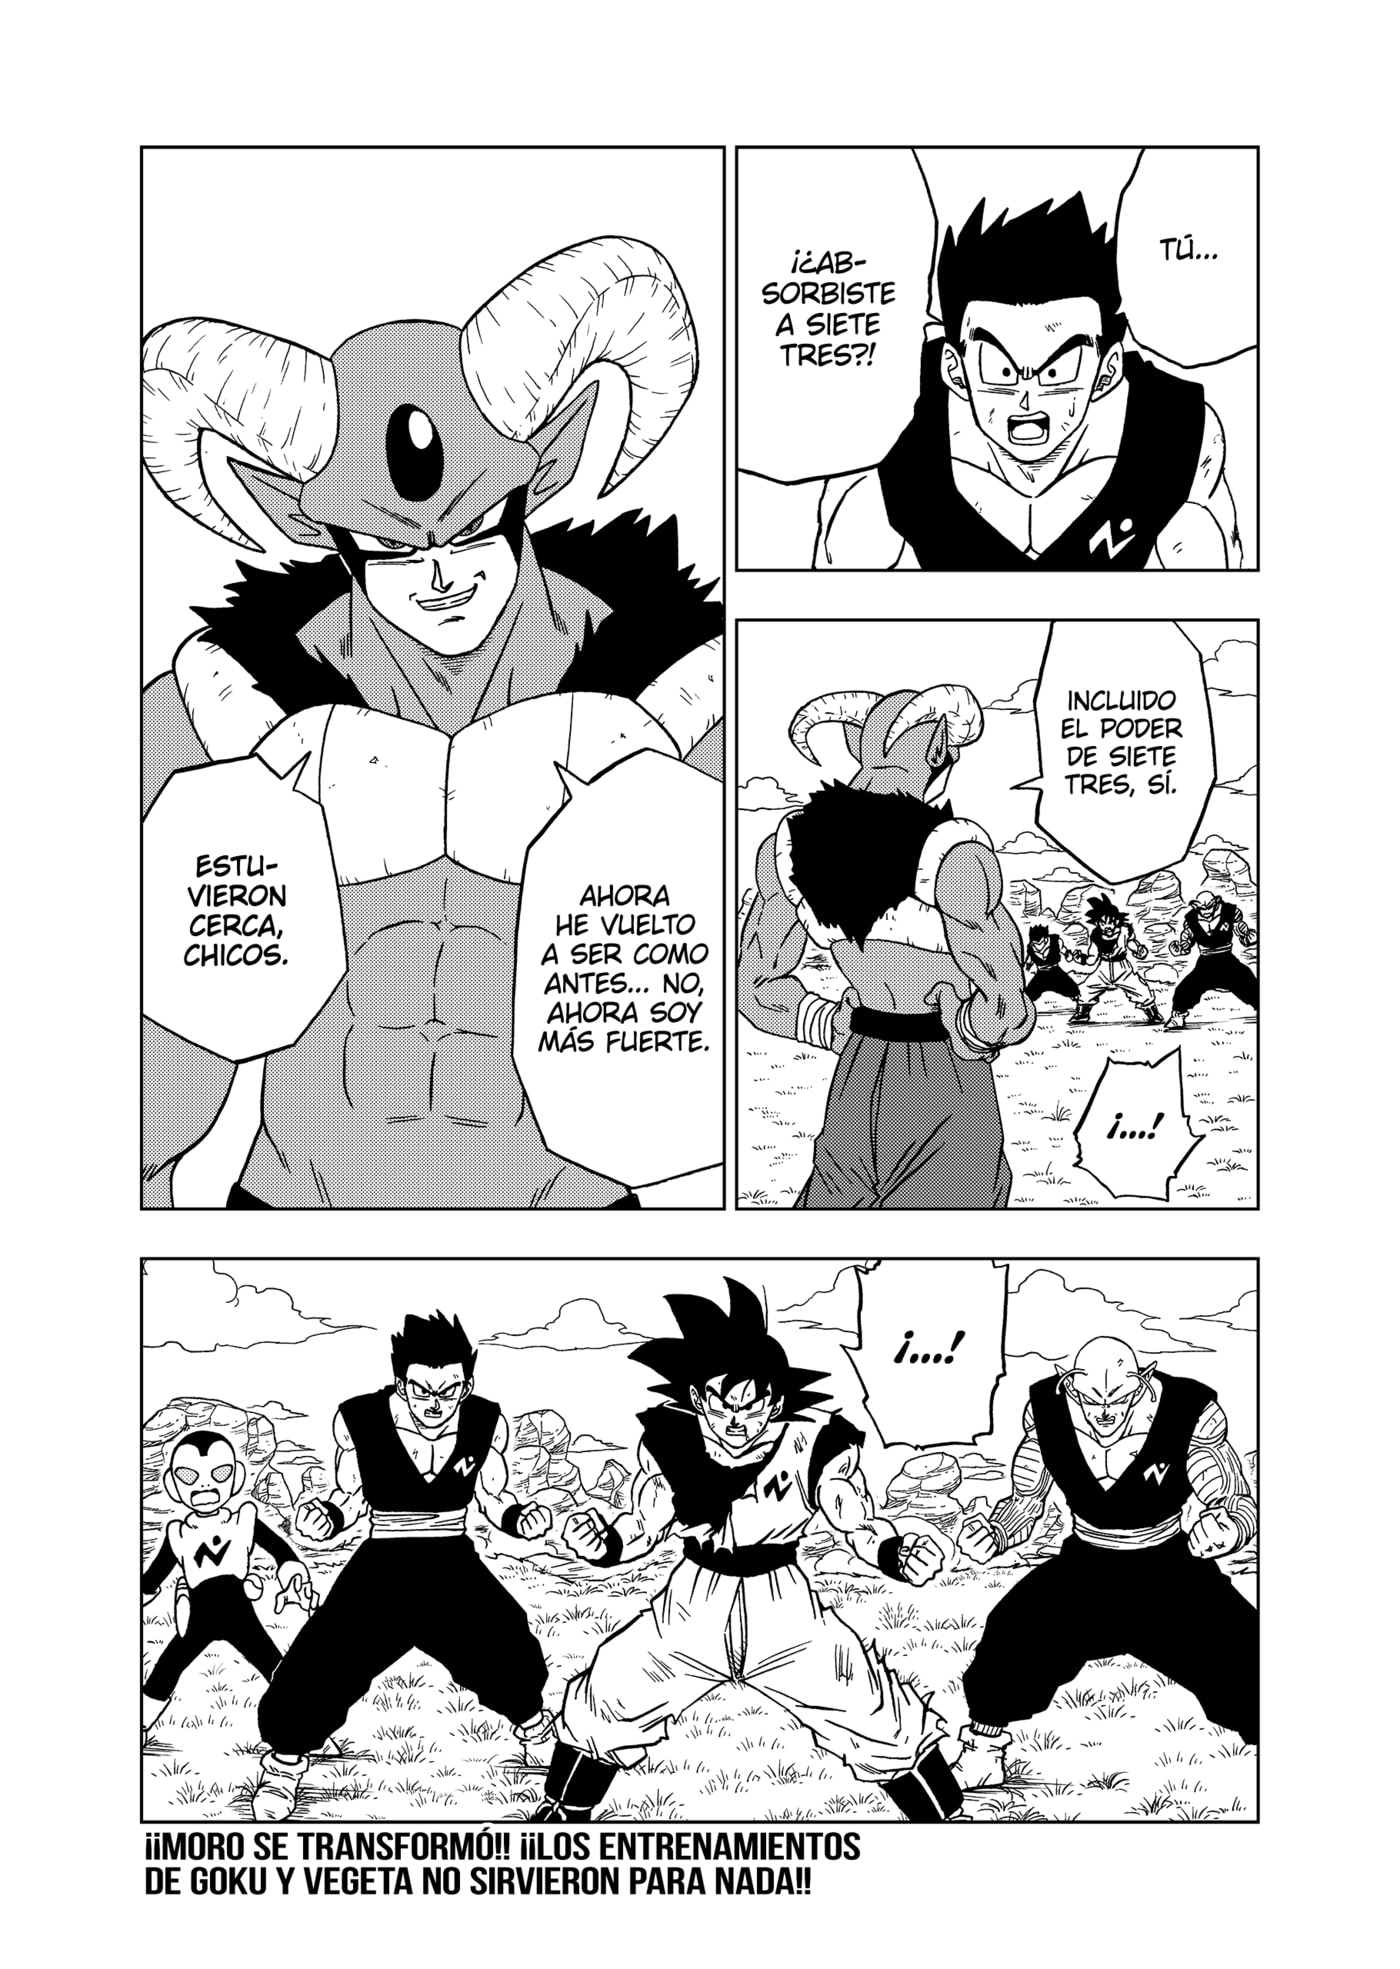 TÚ...
¡¿AB-
SORBISTE
A SIETE
TRES?!
INCLUIDO
EL PODER
DE SIETE
TRES, SÍ.
¡....!
AHORA
HE VUELTO
A SER COMO
ANTES... NO,
AHORA SOY
MÁS FUERTE.
ESTU-
VIERON
CERCA,
CHICOS.
¡....!
¡¡MORO SE TRANSFORMÓ!! ¡¡LOS ENTRENAMIENTOS
DE GOKU Y VEGETA NO SIRVIERON PARA NADA!!